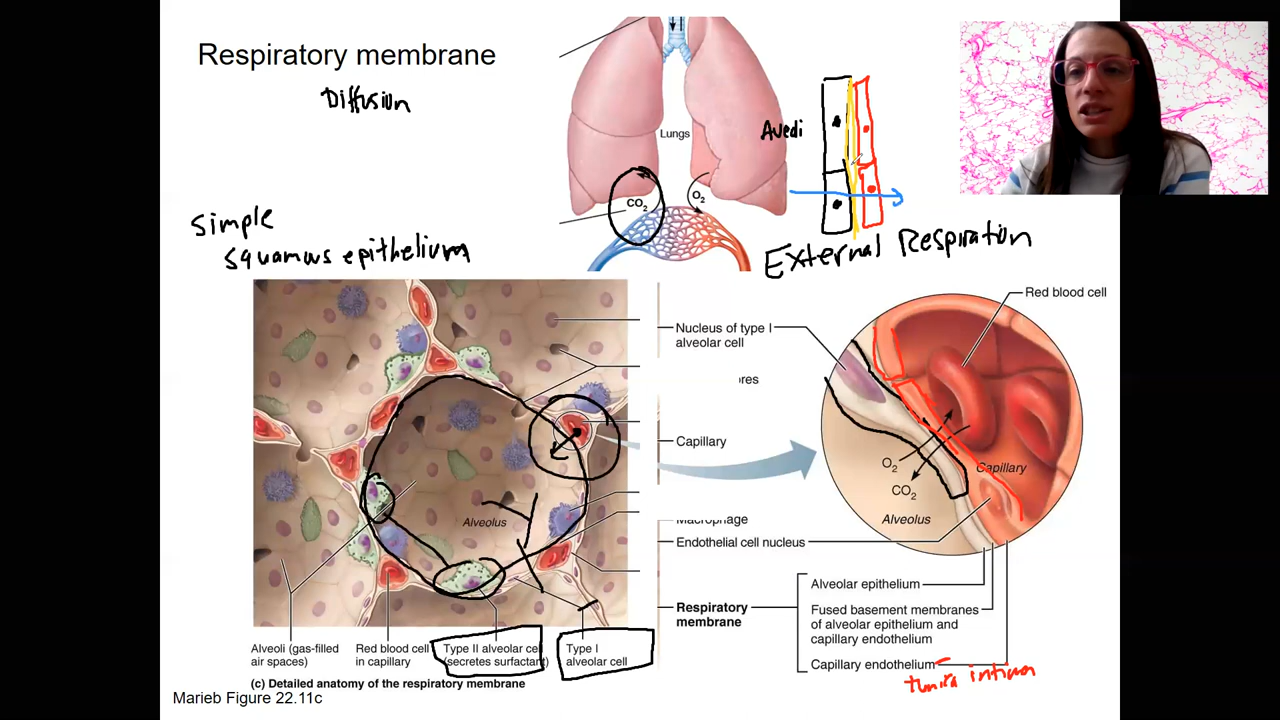 Respiratory membrane
Diffusion
Simple
squamous epithelium
Lungs
CO2
O2
Avedi
External Respiration
Red blood cell
Nucleus of type I
alveolar cell
ores
Capillary
Alveolus
Macrophage
Endothelial cell nucleus
O2
CO2
Capillary
Alveolus
Respiratory
membrane
Alveolar epithelium
Fused basement membranes
of alveolar epithelium and
capillary endothelium
Capillary endothelium
tunica intima
Alveoli (gas-filled
air spaces)
Red blood cell
in capillary
Type II alveolar cell
(secretes surfactant)
Type I
alveolar cell
(c) Detailed anatomy of the respiratory membrane
Marieb Figure 22.11c